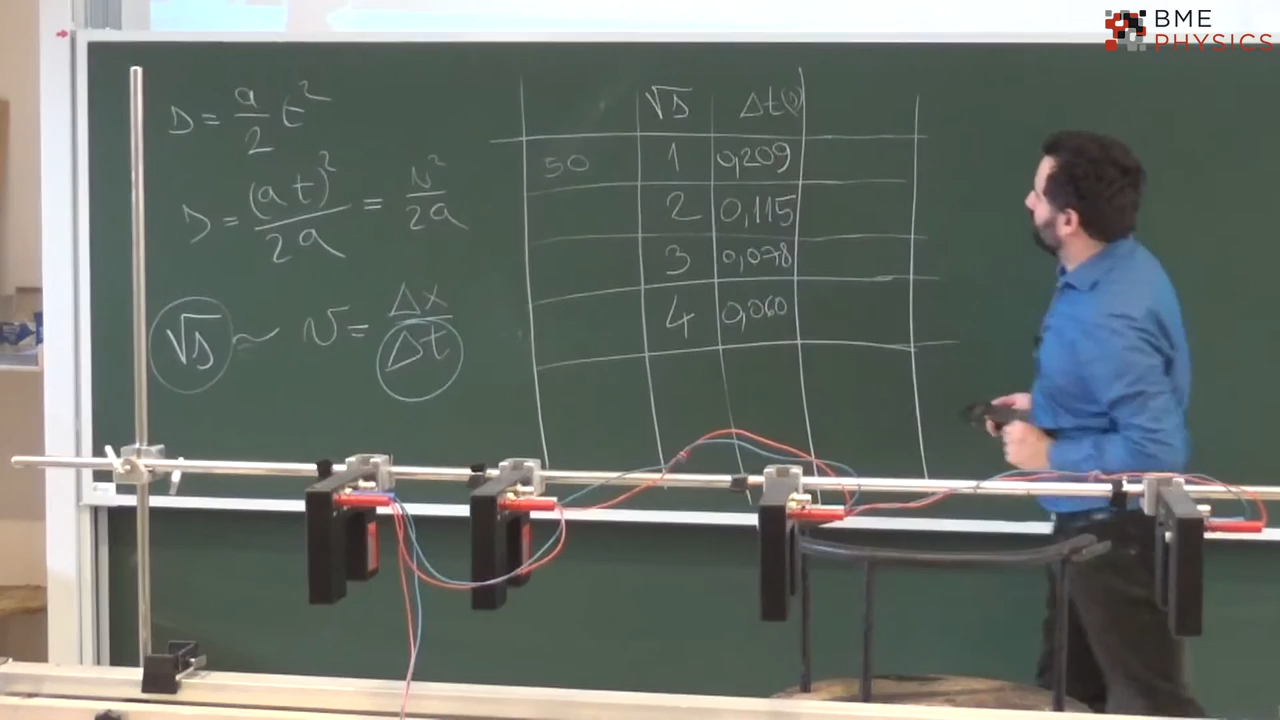 BME
PHYSICS
s = a/2 t²
s = (a t)²/2a = v²/2a
√s ~ v = Δx/Δt
√s Δt(s)
50 1 0,209
2 0,115
3 0,078
4 0,060